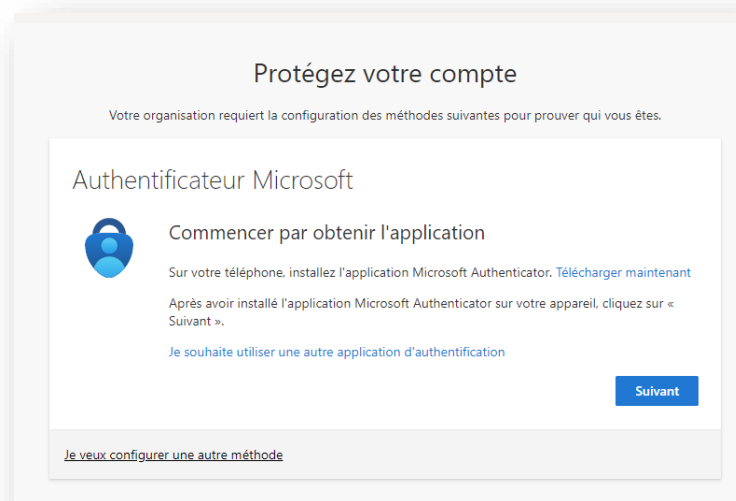 Protégez votre compte
Votre organisation requiert la configuration des méthodes suivantes pour prouver qui vous êtes.
Authentificateur Microsoft
Commencer par obtenir l'application
Sur votre téléphone, installez l'application Microsoft Authenticator. Télécharger maintenant
Après avoir installé l'application Microsoft Authenticator sur votre appareil, cliquez sur «
Suivant ».
Je souhaite utiliser une autre application d'authentification
Suivant
Je veux configurer une autre méthode